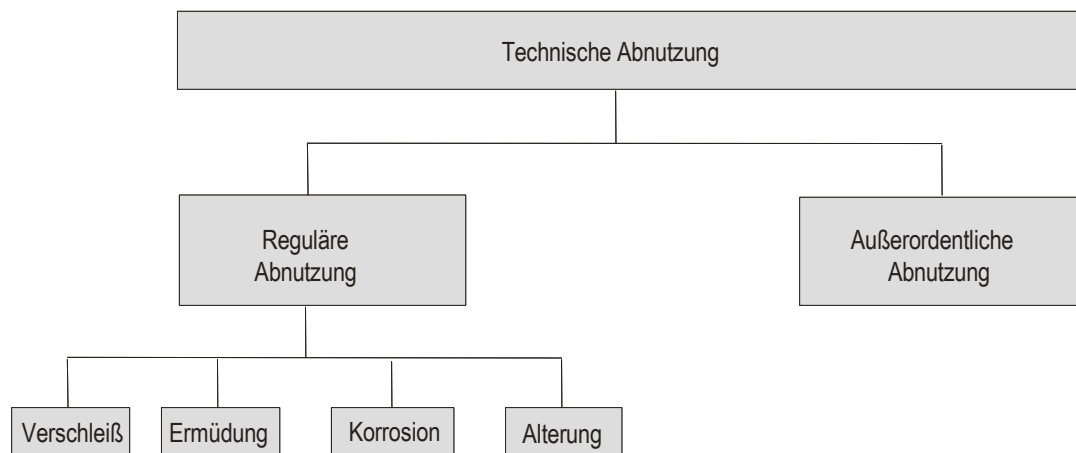 Technische Abnutzung
Reguläre
Abnutzung
Außerordentliche
Abnutzung
Verschleiß
Ermüdung
Korrosion
Alterung